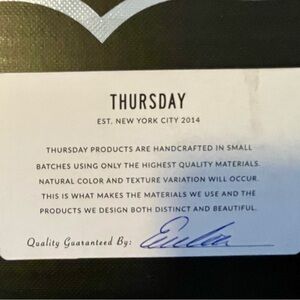 THURSDAY
EST. NEW YORK CITY 2014
THURSDAY PRODUCTS ARE HANDCRAFTED IN SMALL
BATCHES USING ONLY THE HIGHEST QUALITY MATERIALS.
NATURAL COLOR AND TEXTURE VARIATION WILL OCCUR.
THIS IS WHAT MAKES THE MATERIALS WE USE AND THE
PRODUCTS WE DESIGN BOTH DISTINCT AND BEAUTIFUL.
Quality Guaranteed By: